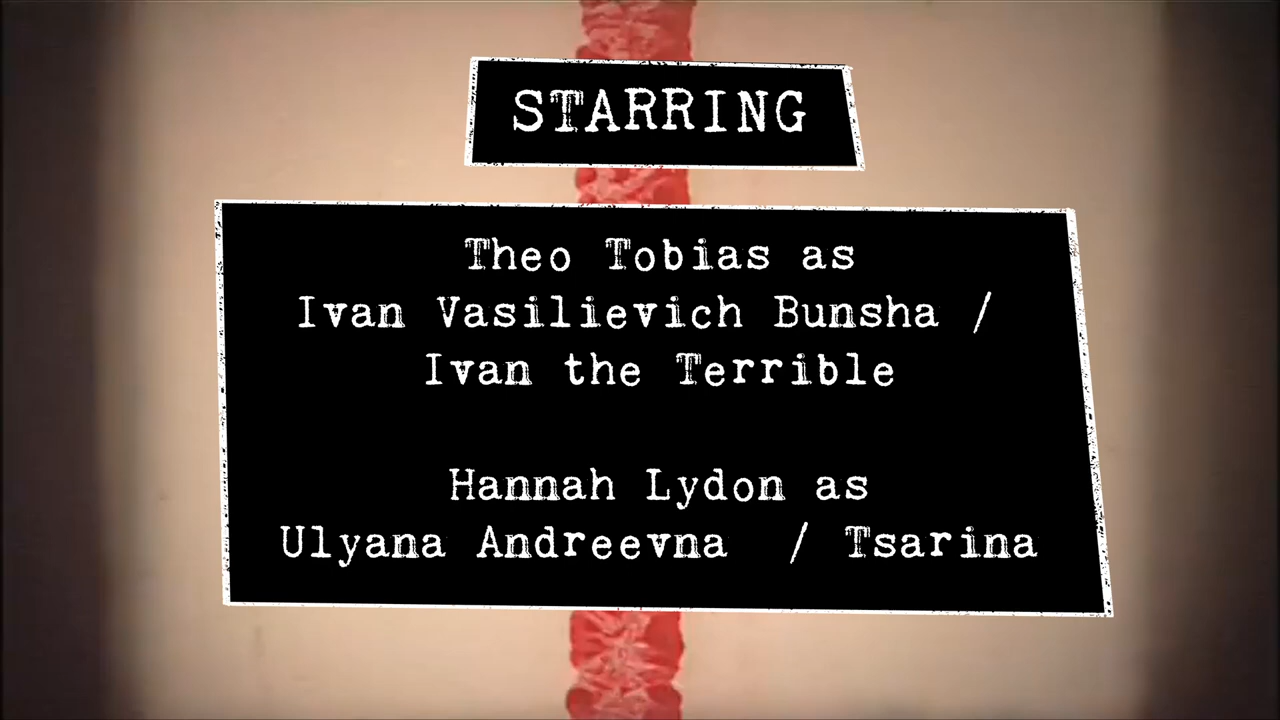 STARRING
Theo Tobias as
Ivan Vasilievich Bunsha /
Ivan the Terrible
Hannah Lydon as
Ulyana Andreevna / Tsarina